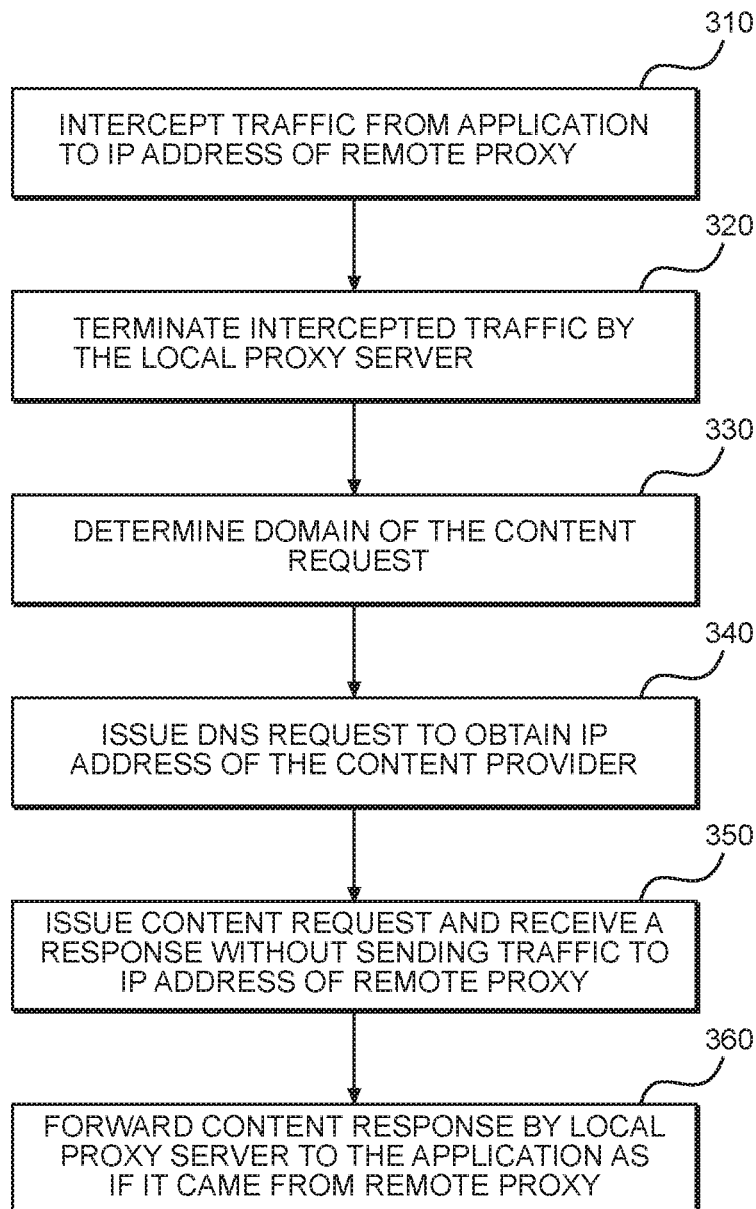 310
INTERCEPT TRAFFIC FROM APPLICATION
TO IP ADDRESS OF REMOTE PROXY
320
TERMINATE INTERCEPTED TRAFFIC BY
THE LOCAL PROXY SERVER
330
DETERMINE DOMAIN OF THE CONTENT
REQUEST
340
ISSUE DNS REQUEST TO OBTAIN IP
ADDRESS OF THE CONTENT PROVIDER
350
ISSUE CONTENT REQUEST AND RECEIVE A
RESPONSE WITHOUT SENDING TRAFFIC TO
IP ADDRESS OF REMOTE PROXY
360
FORWARD CONTENT RESPONSE BY LOCAL
PROXY SERVER TO THE APPLICATION AS
IF IT CAME FROM REMOTE PROXY